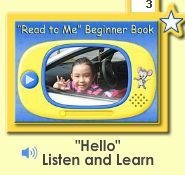 3
"Read to Me" Beginner Book
"Hello"
Listen and Learn